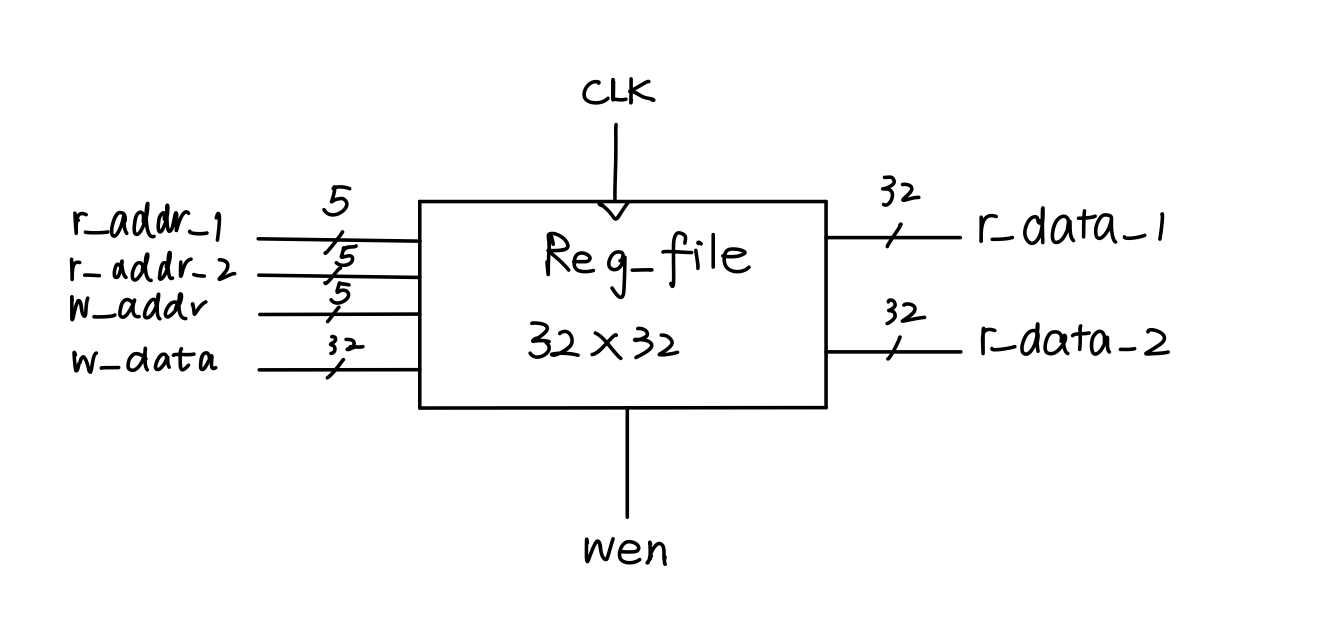 CLK
r_addr_1
5
r_addr_2
5
w_addr
5
w_data
32
Reg_file
32 × 32
32
r_data_1
32
r_data_2
wen